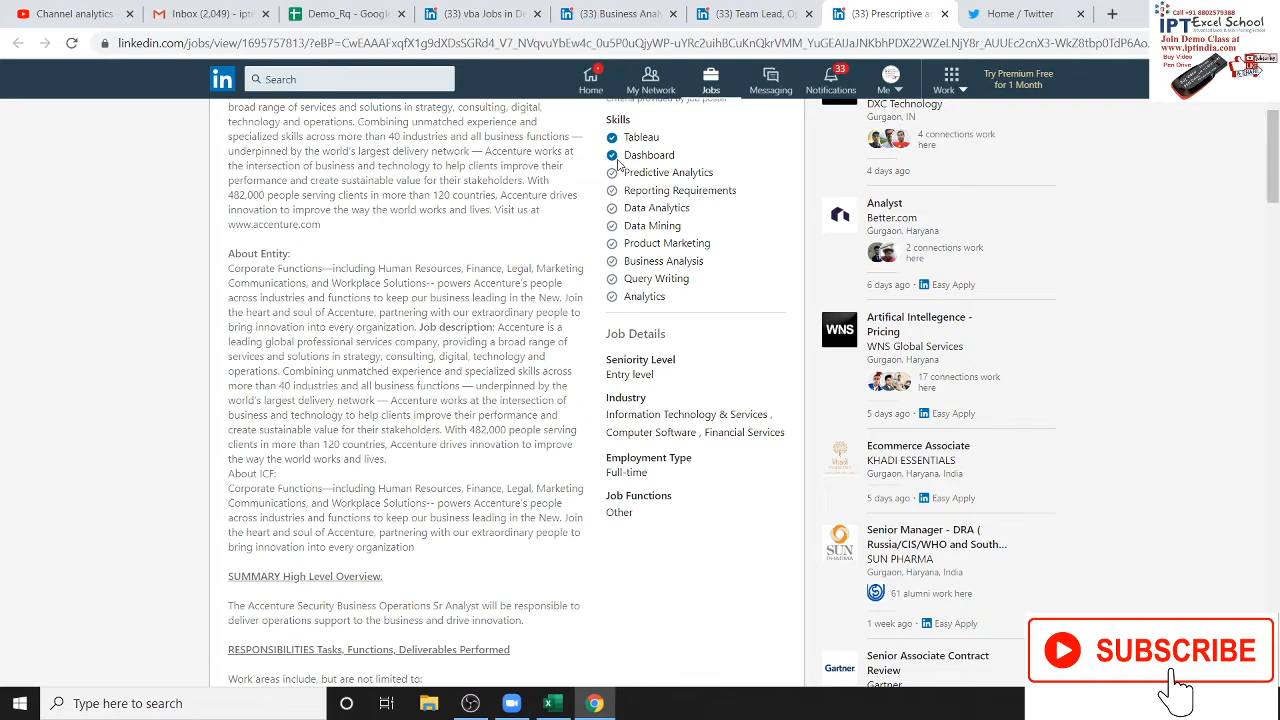 Channel analytics
Inbox (2,049) - ipt
Demo_Rq - Google
(33)
(33) Business Anal
(33) Team Lead, C
(33) Prescriptive ar
Home / Twitter
Call +91 8802579388
IPT Excel School
Advanced Excel & MIS Training School
Join Demo Class at
www.iptindia.com
Buy Video
Pen Drive
Subscribe
& SHARE
Search
33
Home
My Network
Jobs
Messaging
Notifications
Me
Work
Try Premium Free
for 1 Month
broad range of services and solutions in strategy, consulting, digital,
technology and operations. Combining unmatched experience and
specialized skills across more than 40 industries and all business functions —
underpinned by the world's largest delivery network — Accenture works at
the intersection of business and technology to help clients improve their
performance and create sustainable value for their stakeholders. With
482,000 people serving clients in more than 120 countries, Accenture drives
innovation to improve the way the world works and lives. Visit us at
www.accenture.com
About Entity:
Corporate Functions—including Human Resources, Finance, Legal, Marketing
Communications, and Workplace Solutions-- powers Accenture's people
across industries and functions to keep our business leading in the New. Join
the heart and soul of Accenture, partnering with our extraordinary people to
bring innovation into every organization. Job description: Accenture is a
leading global professional services company, providing a broad range of
services and solutions in strategy, consulting, digital, technology and
operations. Combining unmatched experience and specialized skills across
more than 40 industries and all business functions — underpinned by the
world's largest delivery network — Accenture works at the intersection of
business and technology to help clients improve their performance and
create sustainable value for their stakeholders. With 482,000 people serving
clients in more than 120 countries, Accenture drives innovation to improve
the way the world works and lives.
About ICF:
Corporate Functions—including Human Resources, Finance, Legal, Marketing
Communications, and Workplace Solutions-- powers Accenture's people
across industries and functions to keep our business leading in the New. Join
the heart and soul of Accenture, partnering with our extraordinary people to
bring innovation into every organization
SUMMARY High Level Overview.
The Accenture Security Business Operations Sr Analyst will be responsible to
deliver operations support to the business and drive innovation.
RESPONSIBILITIES Tasks, Functions, Deliverables Performed
Work areas include, but are not limited to:
Criteria provided by job poster
Skills
Tableau
Dashboard
Predictive Analytics
Reporting Requirements
Data Analytics
Data Mining
Product Marketing
Business Analysis
Query Writing
Analytics
Job Details
Seniority Level
Entry level
Industry
Information Technology & Services ,
Computer Software , Financial Services
Employment Type
Full-time
Job Functions
Other
DXC Technology
Gurgaon, IN
4 connections work
here
4 days ago
Analyst
Better.com
Gurgaon, Haryana
2 connections work
here
6 days ago · in Easy Apply
WNS
Artifical Intellegence -
Pricing
WNS Global Services
Gurgaon, Haryana
17 connections work
here
5 days ago · in Easy Apply
Ecommerce Associate
KHADI ESSENTIALS
Gurgaon, Haryana, India
5 days ago · in Easy Apply
SUN
PHARMA
Senior Manager - DRA (
Russia/CIS/WHO and South...
SUN PHARMA
Gurgaon, Haryana, India
61 alumni work here
1 week ago · in Easy Apply
Gartner
Senior Associate Contract
Review
Gartner
SUBSCRIBE
Type here to search